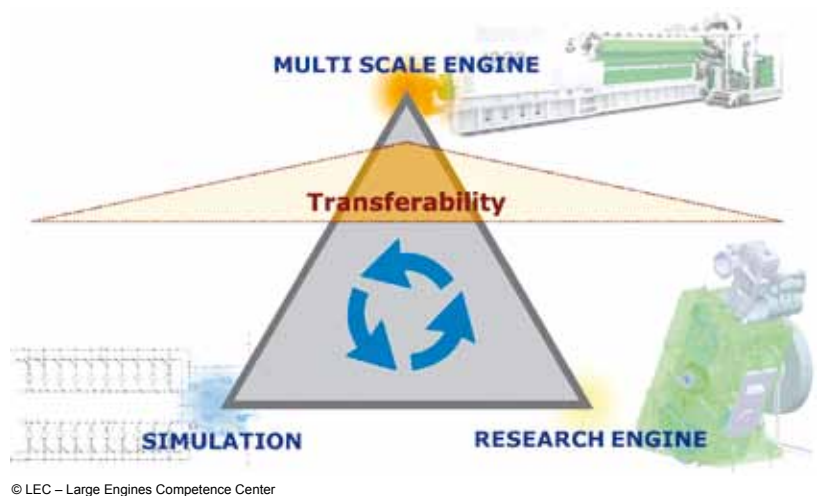 MULTI SCALE ENGINE
Transferability
SIMULATION
RESEARCH ENGINE
© LEC – Large Engines Competence Center